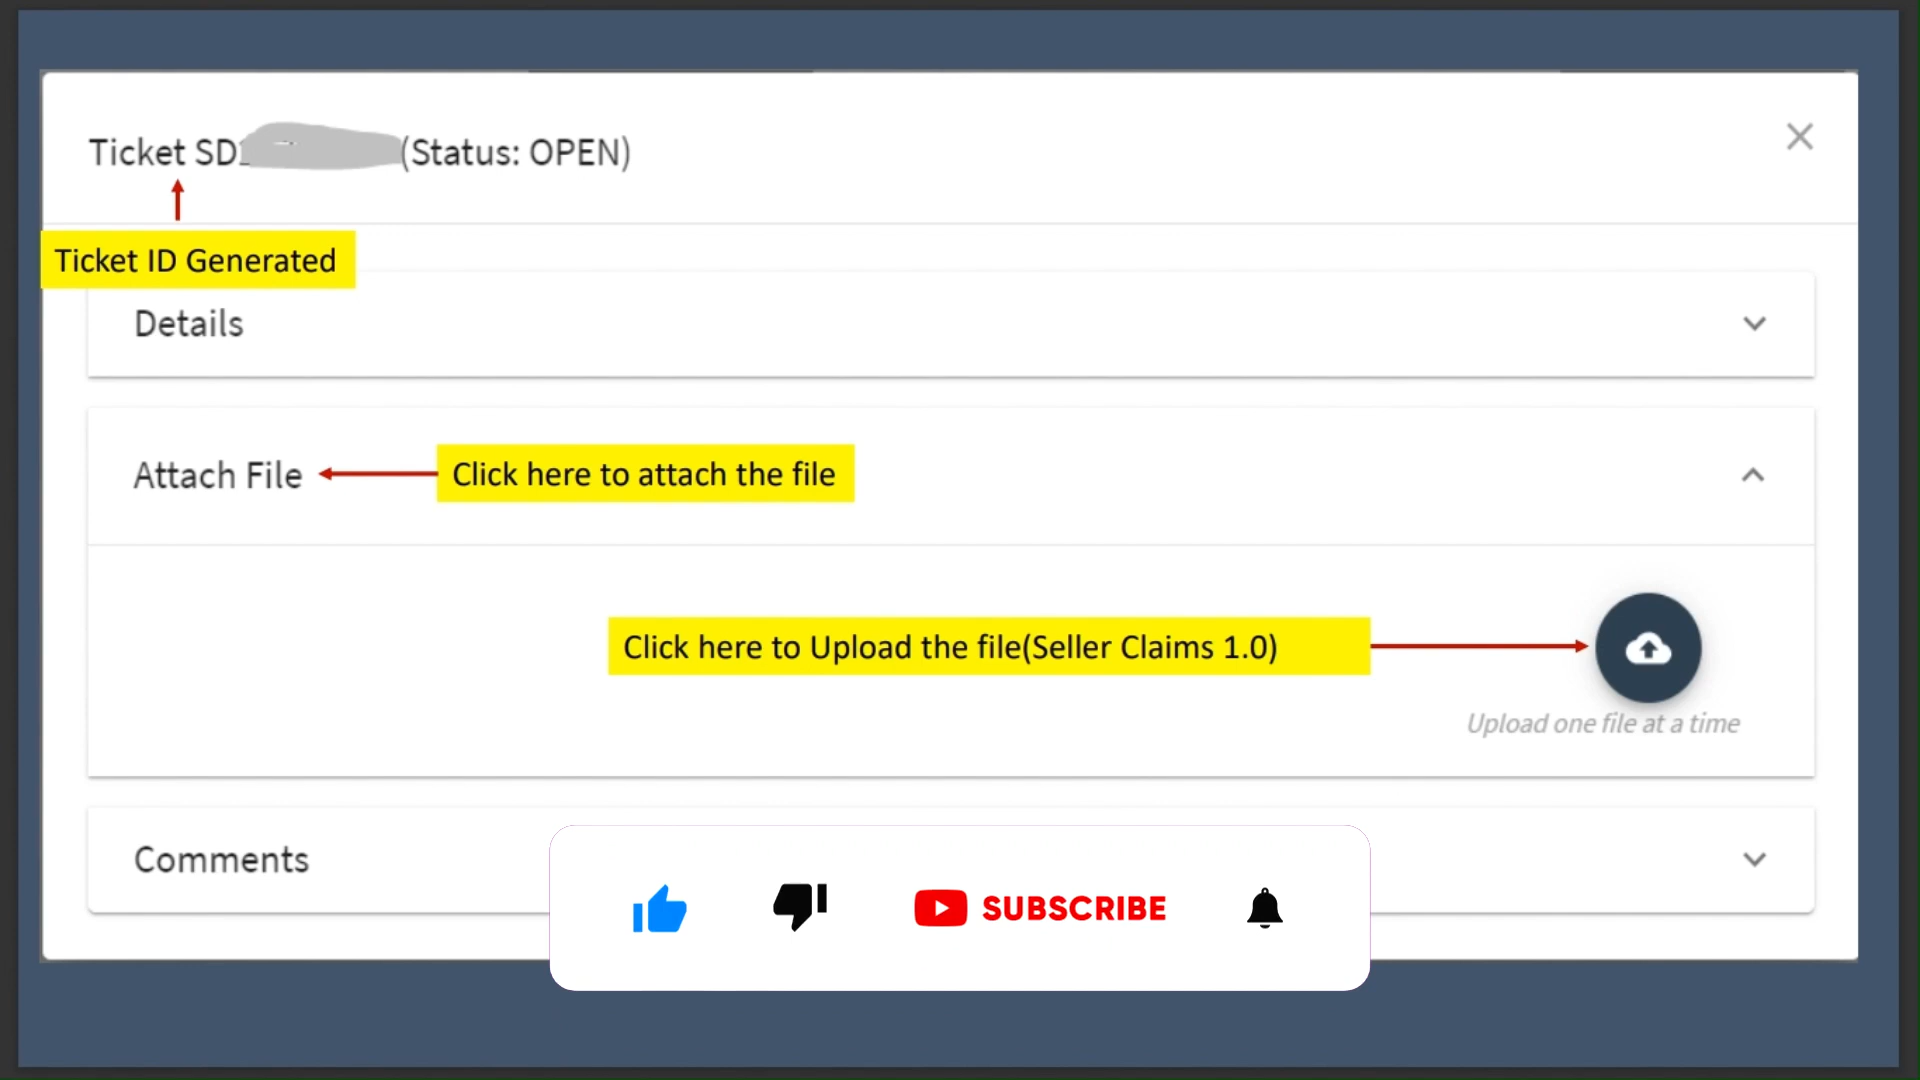 Ticket SD (Status: OPEN)
Ticket ID Generated
Details
Attach File
Click here to attach the file
Click here to Upload the file(Seller Claims 1.0)
Upload one file at a time
Comments
SUBSCRIBE